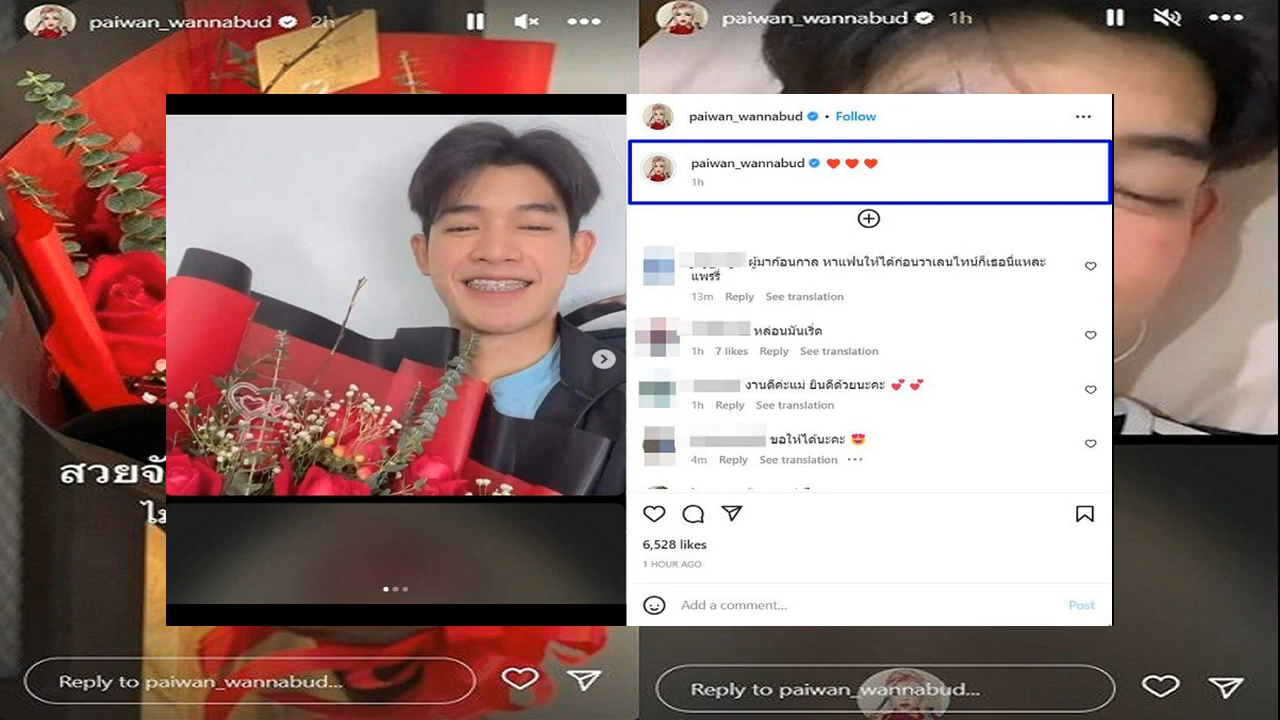 paiwan_wannabud 2h
paiwan_wannabud 1h
paiwan_wannabud • Follow
paiwan_wannabud
1h
ผู้มาก่อนกาล หาแฟนให้ได้ก่อนวาเลนไทน์ก็เธอนี่แหละ
แพรรี่
13m Reply See translation
หล่อนมันเริ่ด
1h 7 likes Reply See translation
งานดีค่ะแม่ ยินดีด้วยนะคะ 💕 💕
1h Reply See translation
ขอให้ได้นะคะ 😍
4m Reply See translation
6,528 likes
1 HOUR AGO
Add a comment... Post
สวยจั
ไม
Reply to paiwan_wannabud...
Reply to paiwan_wannabud...